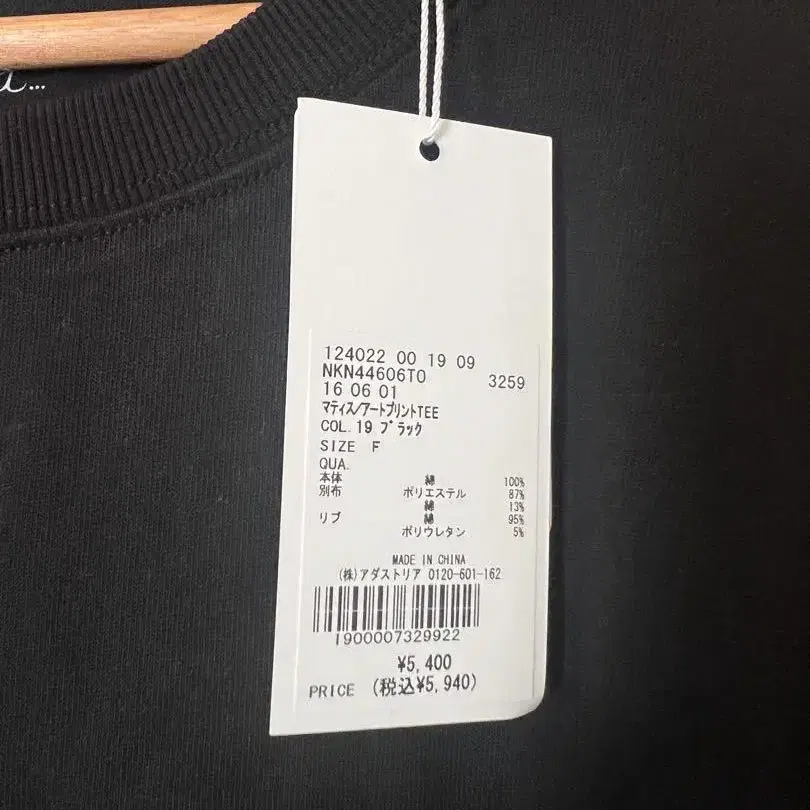 124022 00 19 09
NKN44606T0 3259
16 06 01
マティス/アートプリントTEE
COL. 19 ブラック
SIZE F
QUA.
本体 綿 100%
別布 ポリエステル 87%
綿 13%
リブ 綿 95%
ポリウレタン 5%
MADE IN CHINA
(株)アダストリア 0120-601-162
1900007329922
¥5,400
PRICE (税込¥5,940)